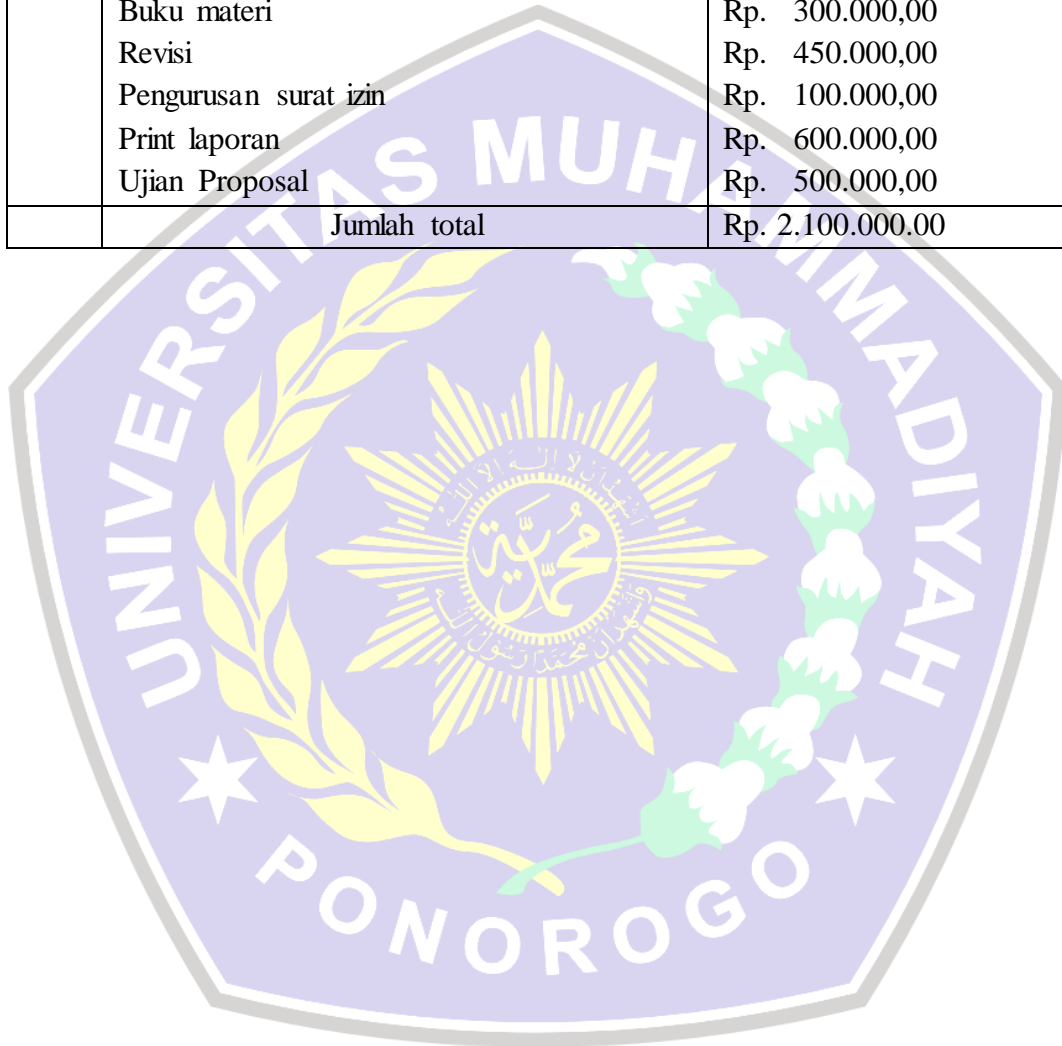 Buku materi Rp. 300.000,00
Revisi Rp. 450.000,00
Pengurusan surat izin Rp. 100.000,00
Print laporan Rp. 600.000,00
Ujian Proposal Rp. 500.000,00
Jumlah total Rp. 2.100.000.00
UNIVERSITAS MUHAMMADIYAH
محمدية
PONOROGO